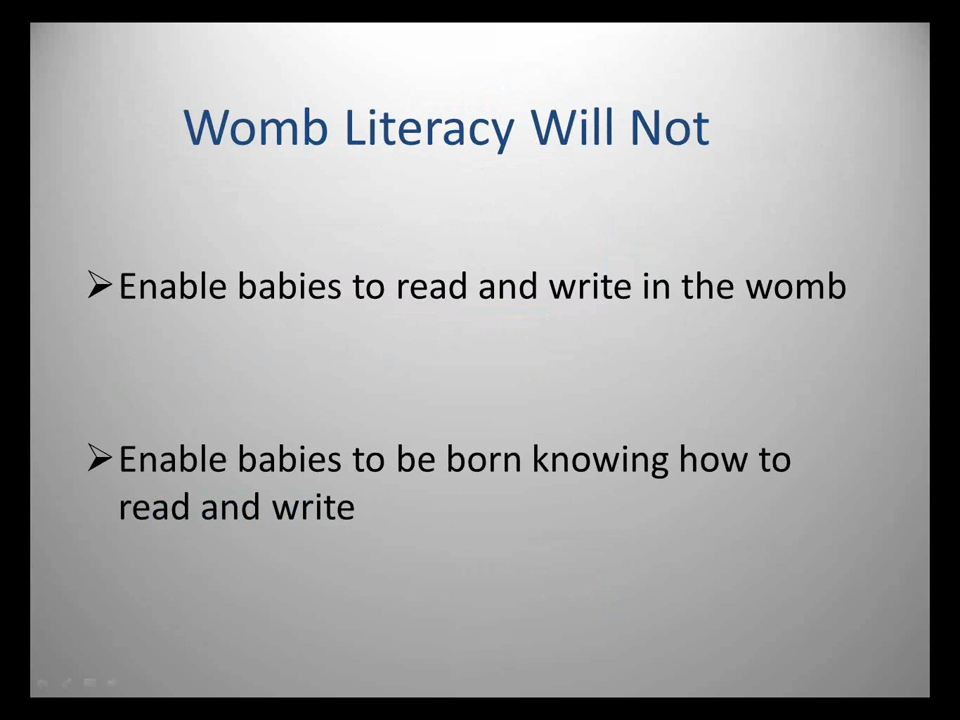 Womb Literacy Will Not
➢Enable babies to read and write in the womb
➢Enable babies to be born knowing how to
read and write